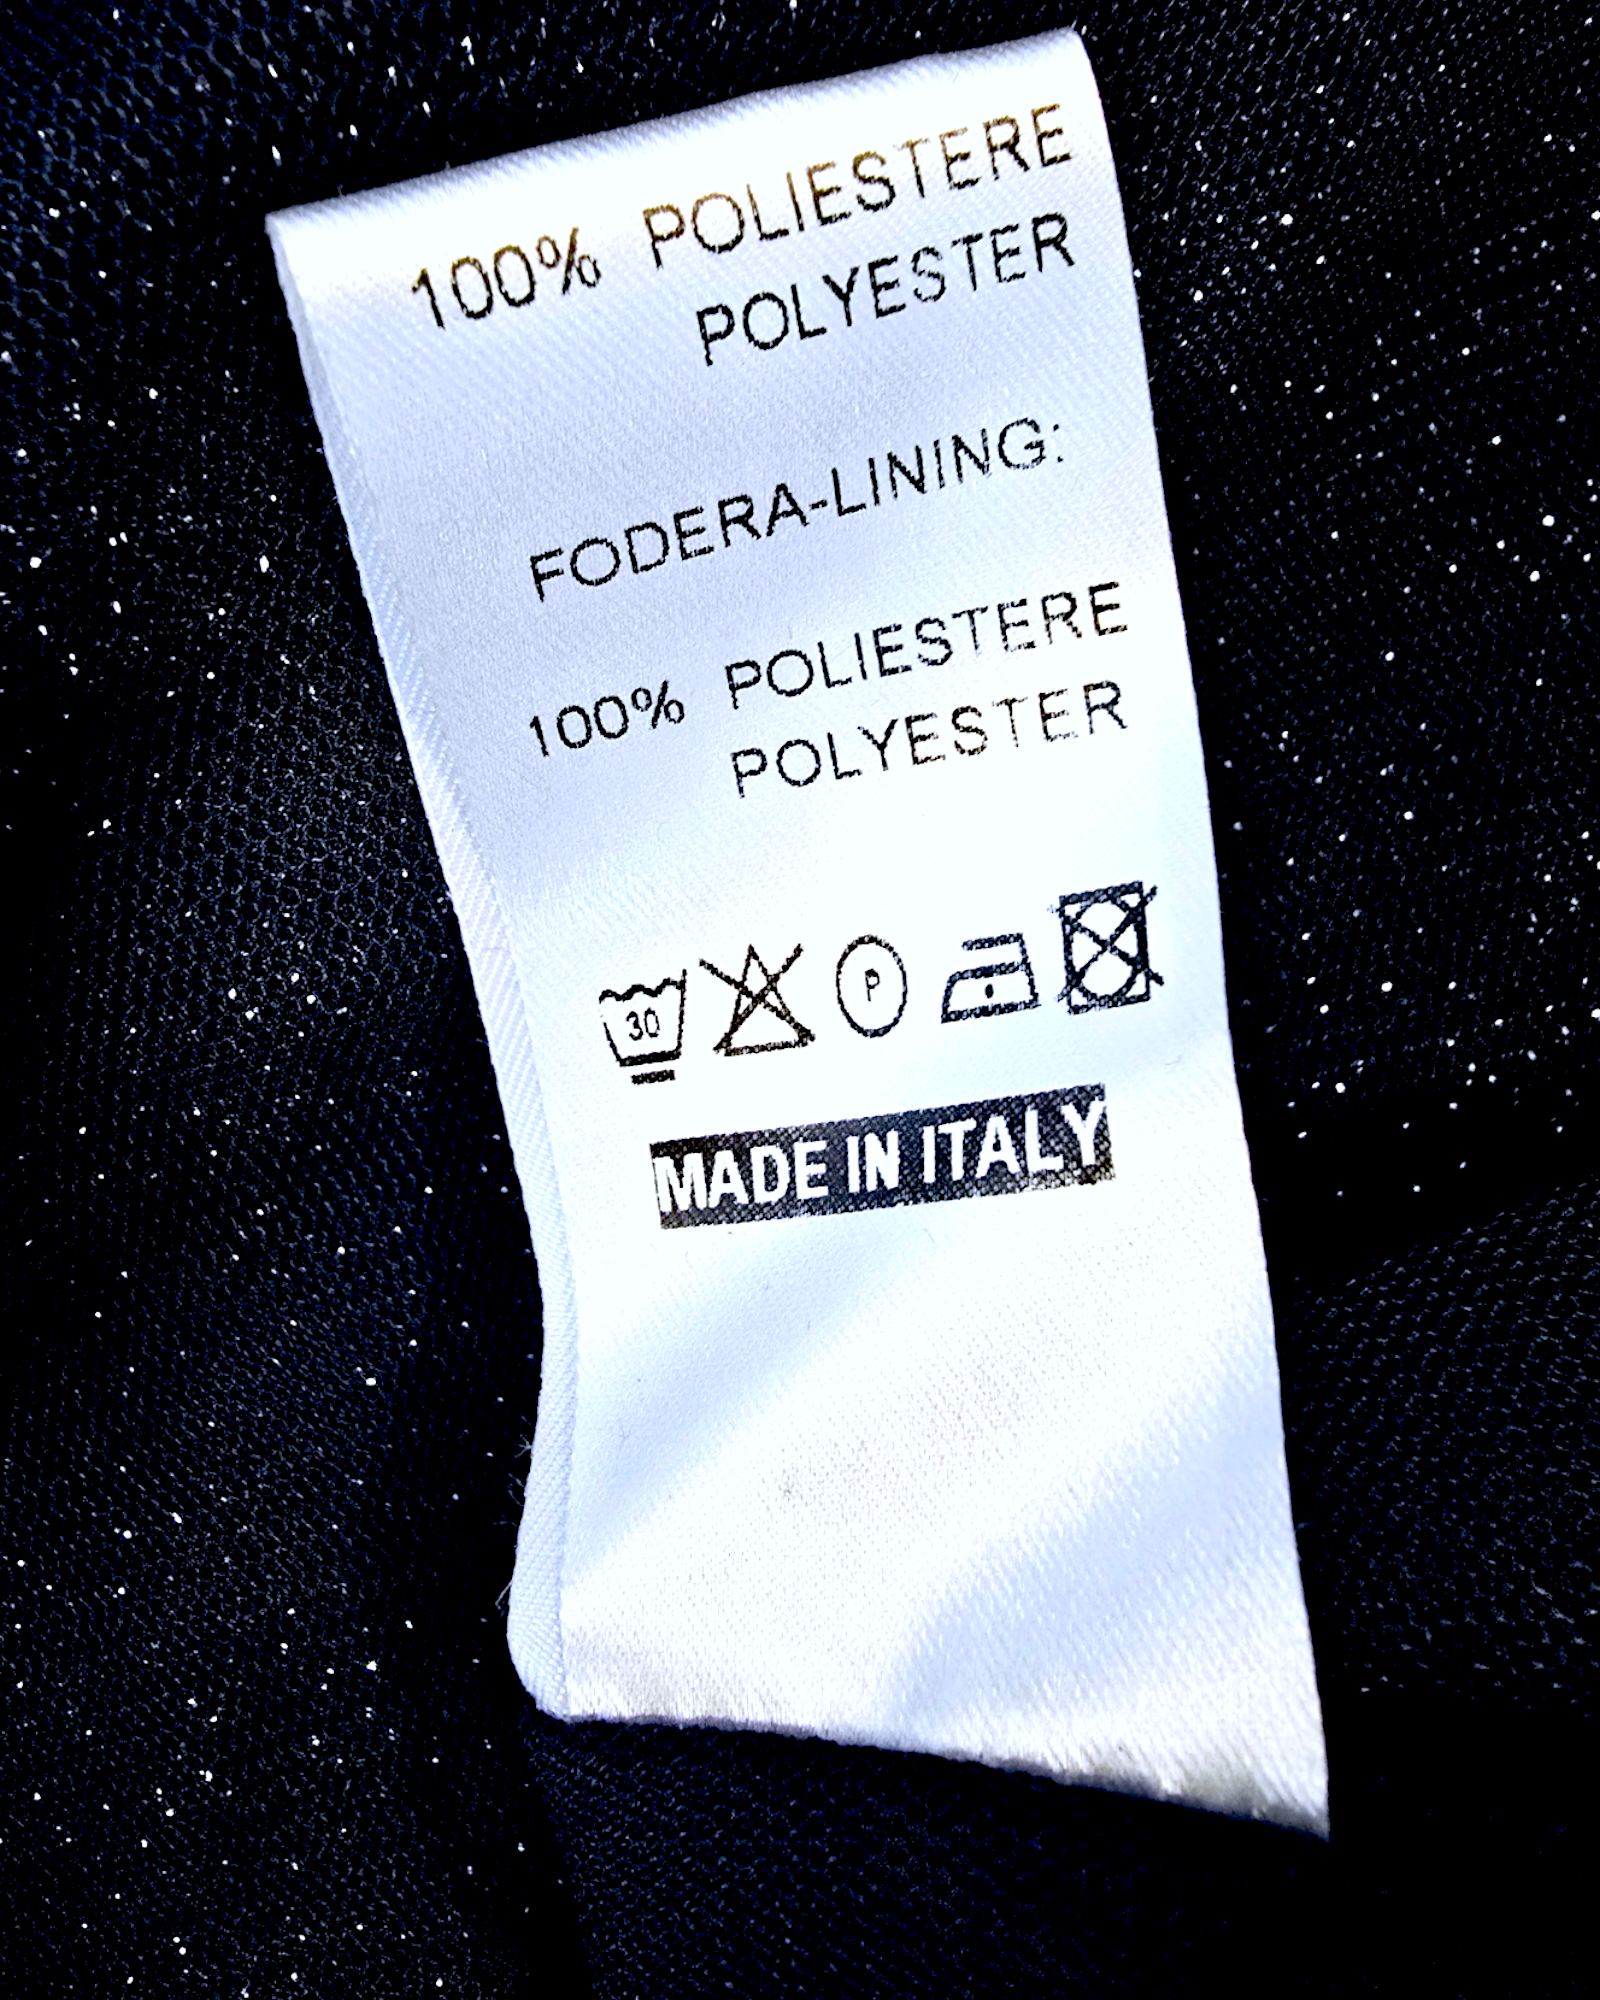 100% POLIESTERE
POLYESTER
FODERA-LINING:
100% POLIESTERE
POLYESTER
30 P
MADE IN ITALY